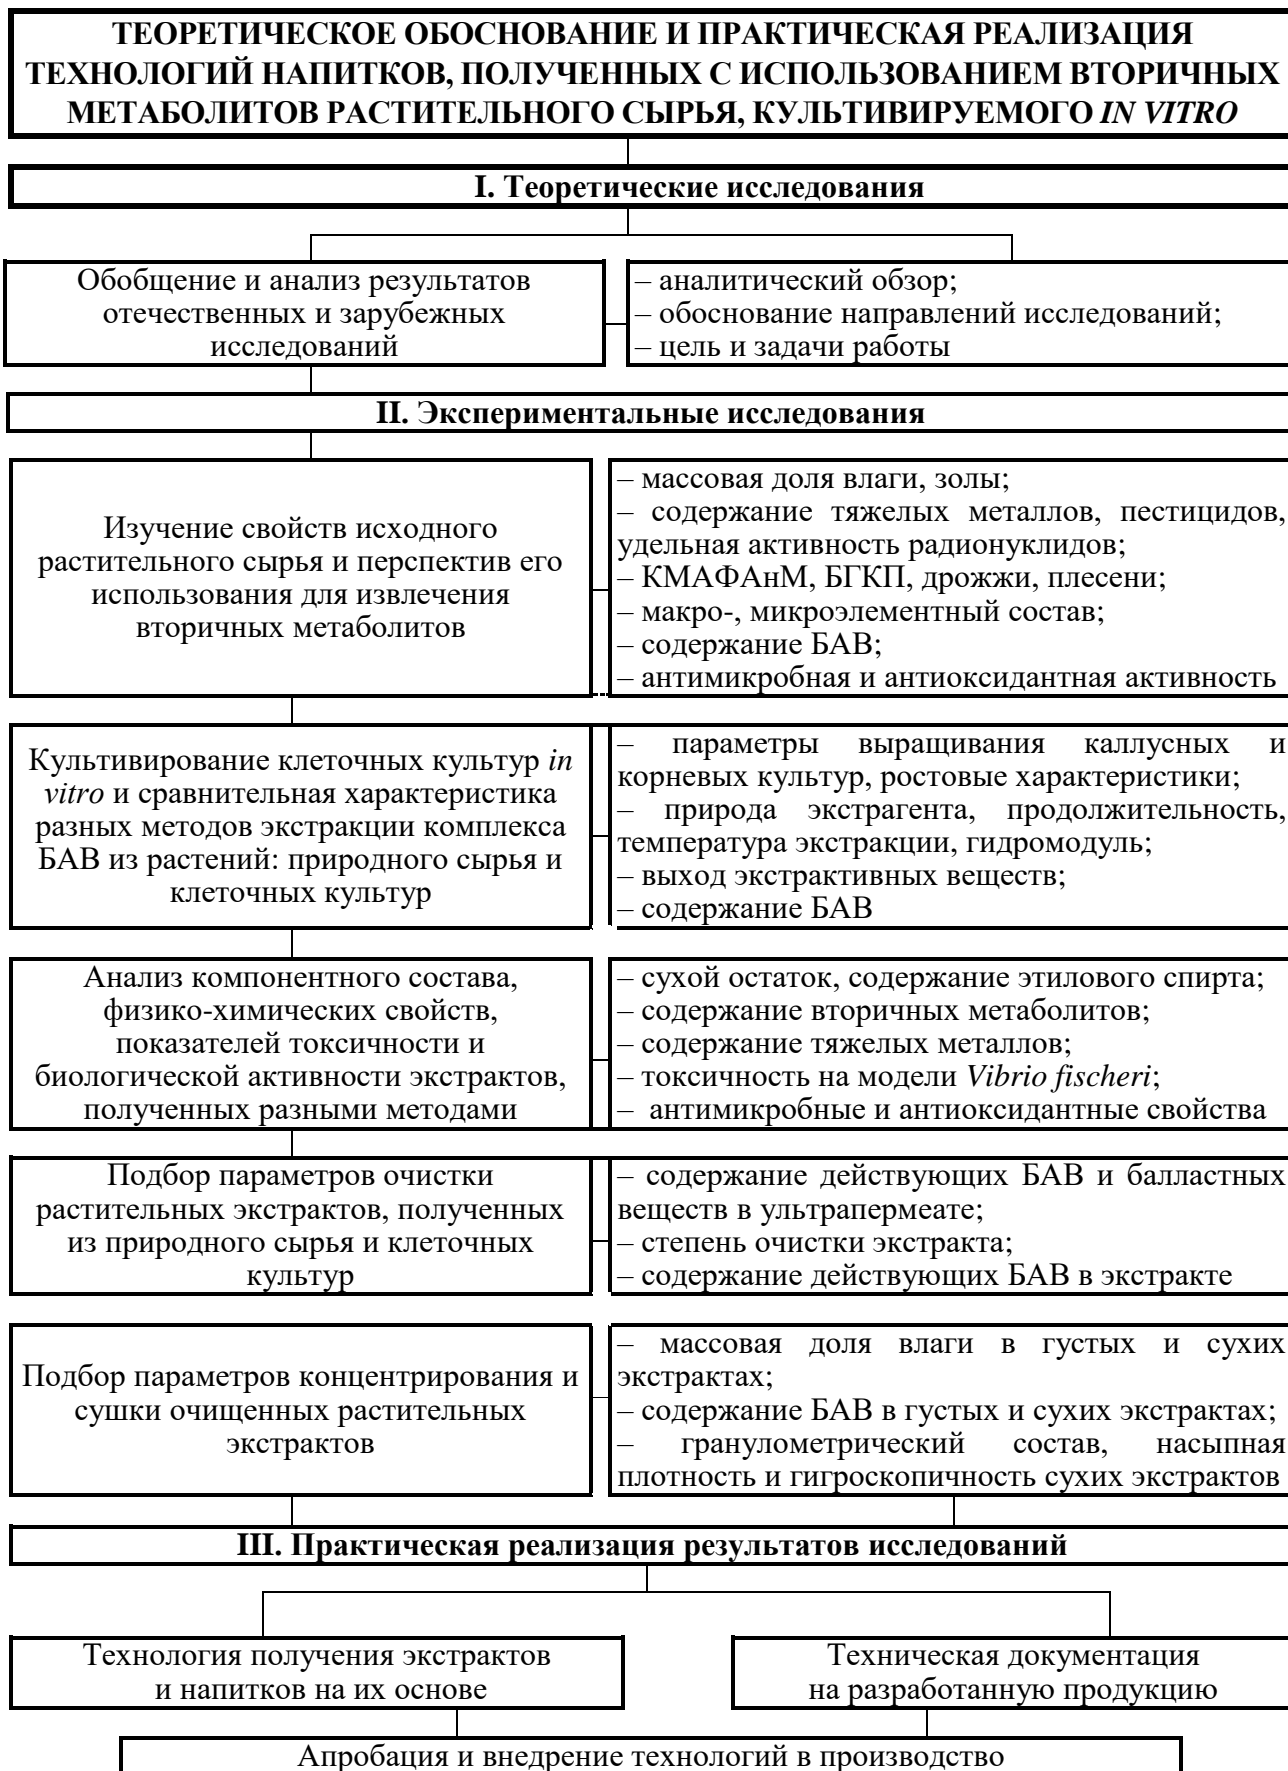 ТЕОРЕТИЧЕСКОЕ ОБОСНОВАНИЕ И ПРАКТИЧЕСКАЯ РЕАЛИЗАЦИЯ
ТЕХНОЛОГИЙ НАПИТКОВ, ПОЛУЧЕННЫХ С ИСПОЛЬЗОВАНИЕМ ВТОРИЧНЫХ
МЕТАБОЛИТОВ РАСТИТЕЛЬНОГО СЫРЬЯ, КУЛЬТИВИРУЕМОГО IN VITRO
I. Теоретические исследования
Обобщение и анализ результатов
отечественных и зарубежных
исследований
– аналитический обзор;
– обоснование направлений исследований;
– цель и задачи работы
II. Экспериментальные исследования
Изучение свойств исходного
растительного сырья и перспектив его
использования для извлечения
вторичных метаболитов
– массовая доля влаги, золы;
– содержание тяжелых металлов, пестицидов,
удельная активность радионуклидов;
– КМАФАнМ, БГКП, дрожжи, плесени;
– макро-, микроэлементный состав;
– содержание БАВ;
– антимикробная и антиоксидантная активность
Культивирование клеточных культур in
vitro и сравнительная характеристика
разных методов экстракции комплекса
БАВ из растений: природного сырья и
клеточных культур
– параметры выращивания каллусных и
корневых культур, ростовые характеристики;
– природа экстрагента, продолжительность,
температура экстракции, гидромодуль;
– выход экстрактивных веществ;
– содержание БАВ
Анализ компонентного состава,
физико-химических свойств,
показателей токсичности и
биологической активности экстрактов,
полученных разными методами
– сухой остаток, содержание этилового спирта;
– содержание вторичных метаболитов;
– содержание тяжелых металлов;
– токсичность на модели Vibrio fischeri;
– антимикробные и антиоксидантные свойства
Подбор параметров очистки
растительных экстрактов, полученных
из природного сырья и клеточных
культур
– содержание действующих БАВ и балластных
веществ в ультрапермеате;
– степень очистки экстракта;
– содержание действующих БАВ в экстракте
Подбор параметров концентрирования и
сушки очищенных растительных
экстрактов
– массовая доля влаги в густых и сухих
экстрактах;
– содержание БАВ в густых и сухих экстрактах;
– гранулометрический состав, насыпная
плотность и гигроскопичность сухих экстрактов
III. Практическая реализация результатов исследований
Технология получения экстрактов
и напитков на их основе
Техническая документация
на разработанную продукцию
Апробация и внедрение технологий в производство